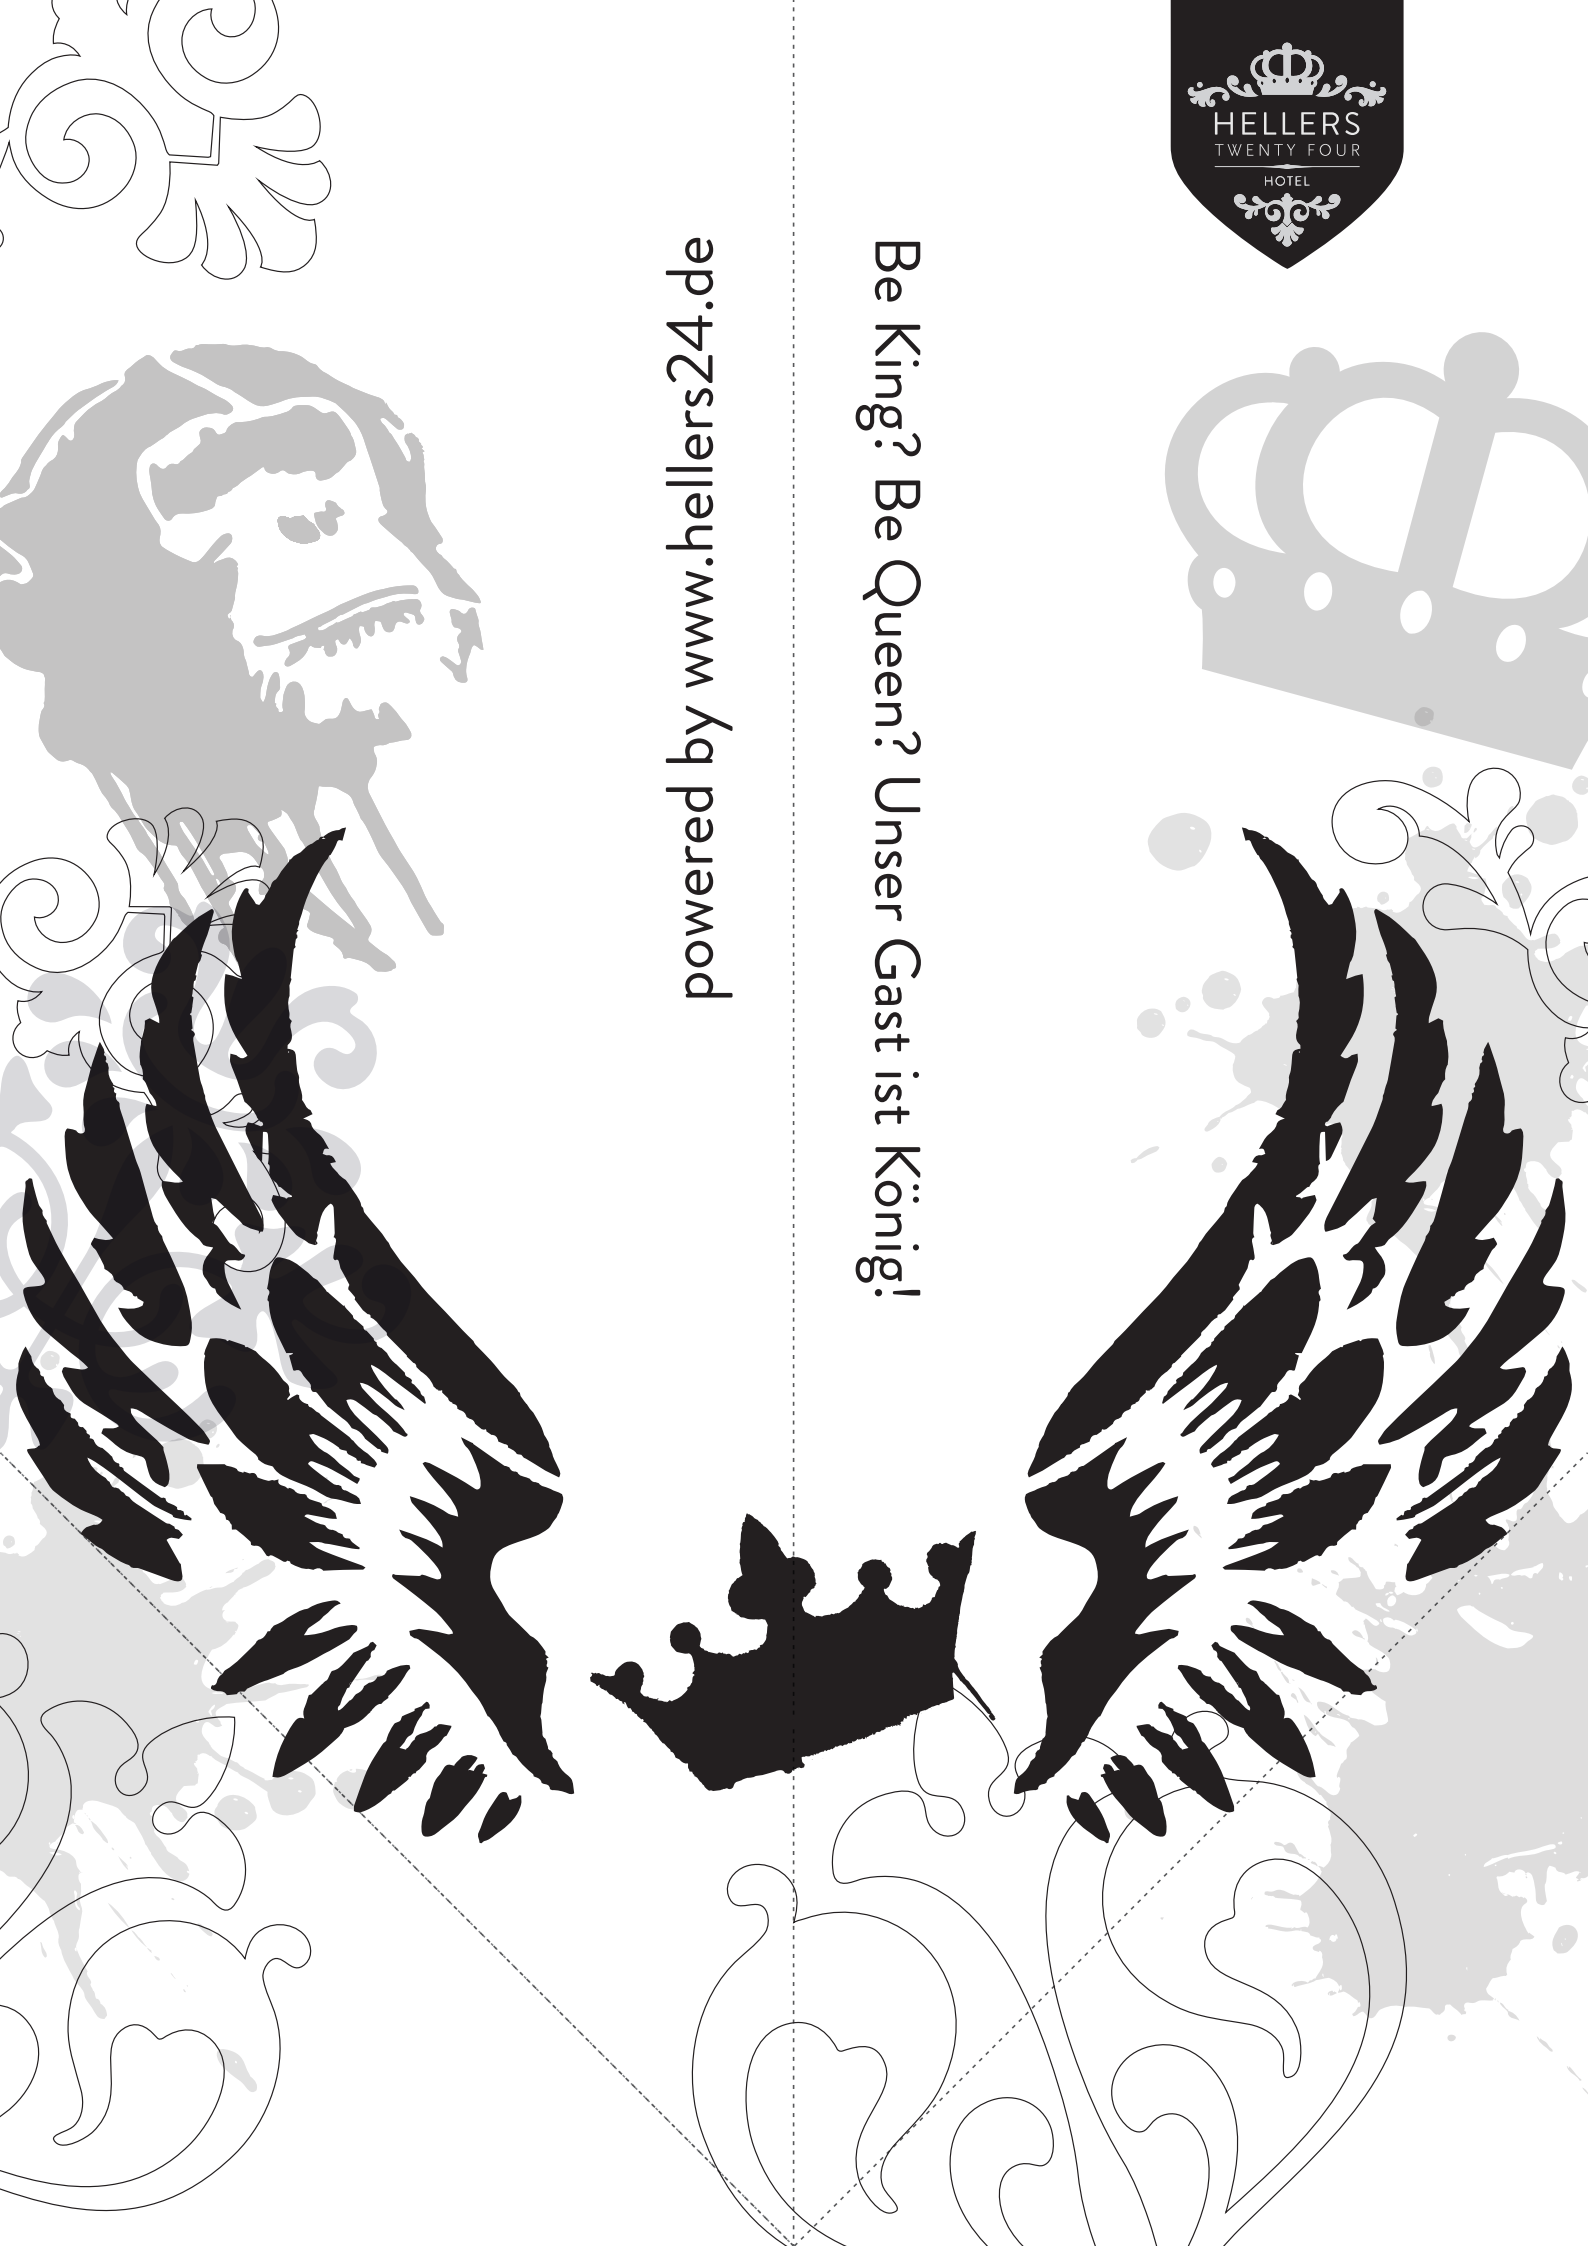 HELLERS
TWENTY FOUR
HOTEL
Be King? Be Queen? Unser Gast ist König!
powered by www.hellers24.de